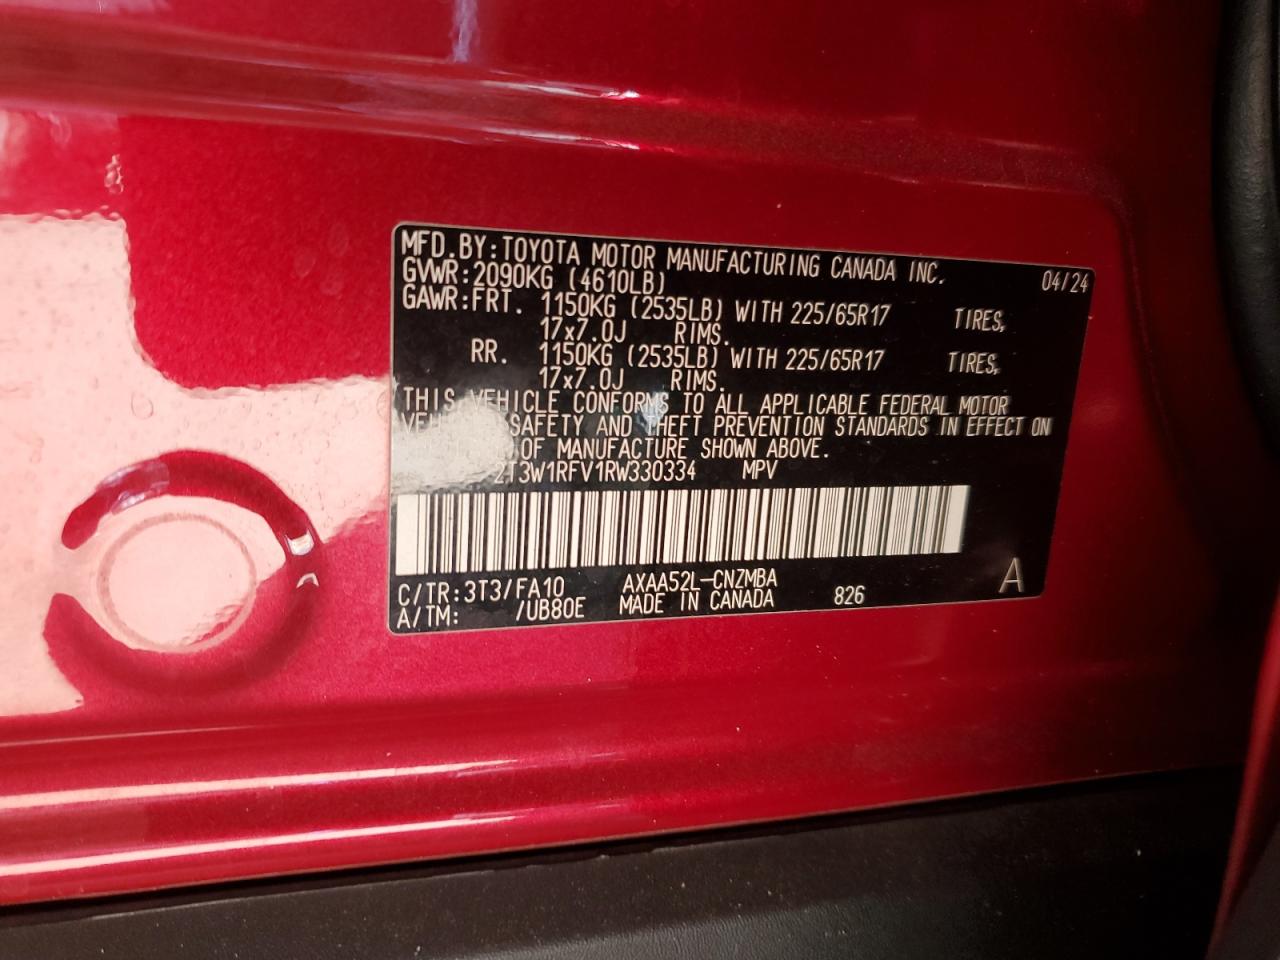 MFD.BY:TOYOTA MOTOR MANUFACTURING CANADA INC. 04/24
GVWR:2090KG (4610LB)
GAWR:FRT. 1150KG (2535LB) WITH 225/65R17 TIRES,
17x7.0J RIMS.
RR. 1150KG (2535LB) WITH 225/65R17 TIRES,
17x7.0J RIMS.
THIS VEHICLE CONFORMS TO ALL APPLICABLE FEDERAL MOTOR
VEHICLE SAFETY AND THEFT PREVENTION STANDARDS IN EFFECT ON
OF MANUFACTURE SHOWN ABOVE.
2T3W1RFV1RW330334 MPV
C/TR:3T3/FA10 AXAA52L-CNZMBA
A/TM: /UB80E MADE IN CANADA 826 A